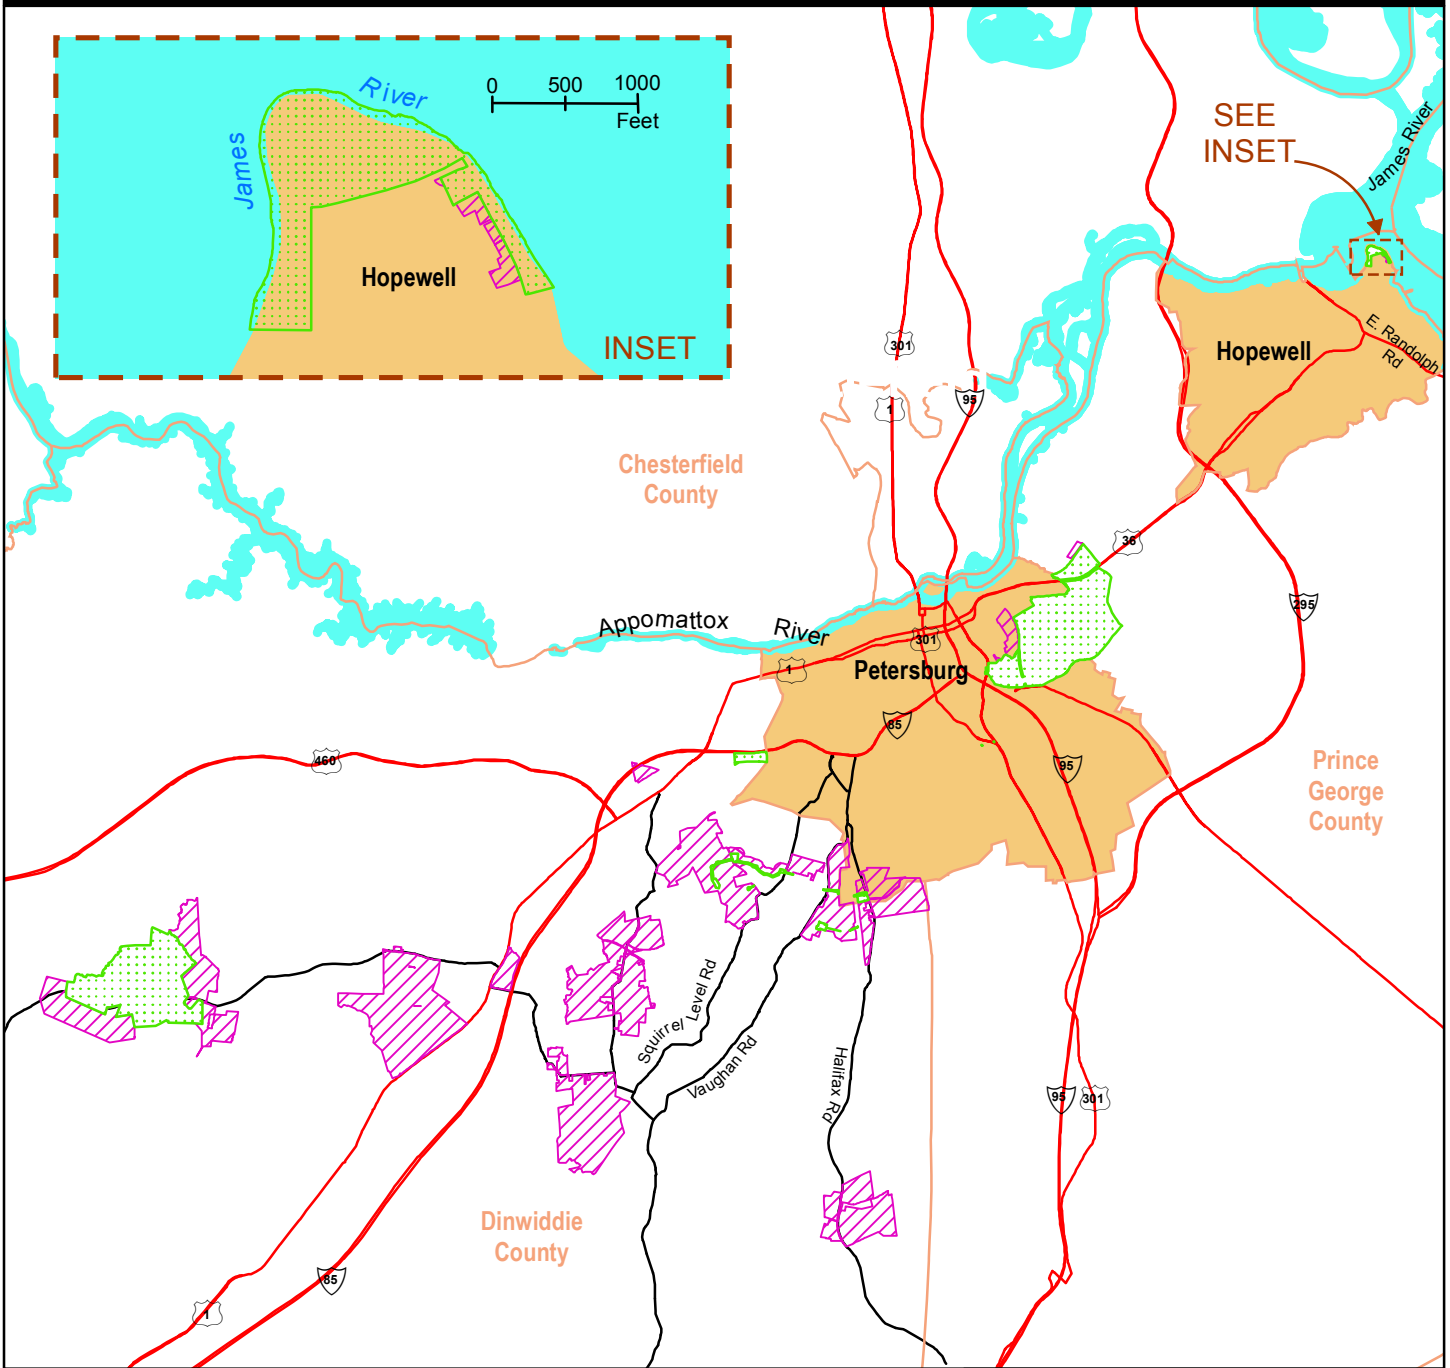 River
James
0 500 1000
Feet
Hopewell
INSET
SEE
INSET
James River
E. Randolph
Rd
Hopewell
301
1
95
Chesterfield
County
36
295
Appomattox River
301
1
Petersburg
85
95
460
Prince
George
County
Squirrel Level Rd
Vaughan Rd
Halifax Rd
95
301
Dinwiddie
County
85
1